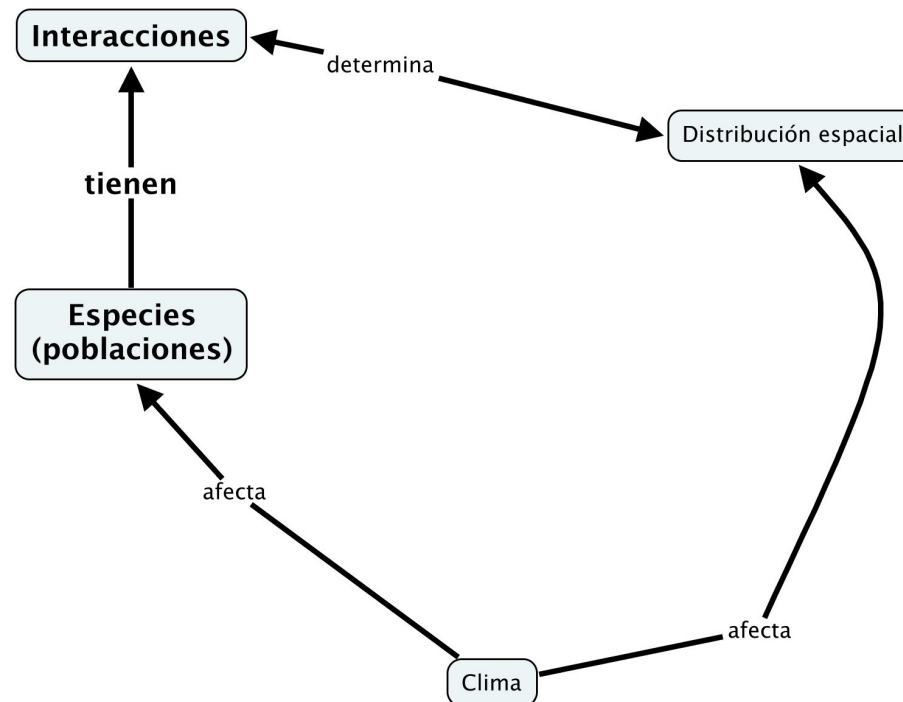 Interacciones
determina
Distribución espacial
tienen
Especies
(poblaciones)
afecta
afecta
Clima